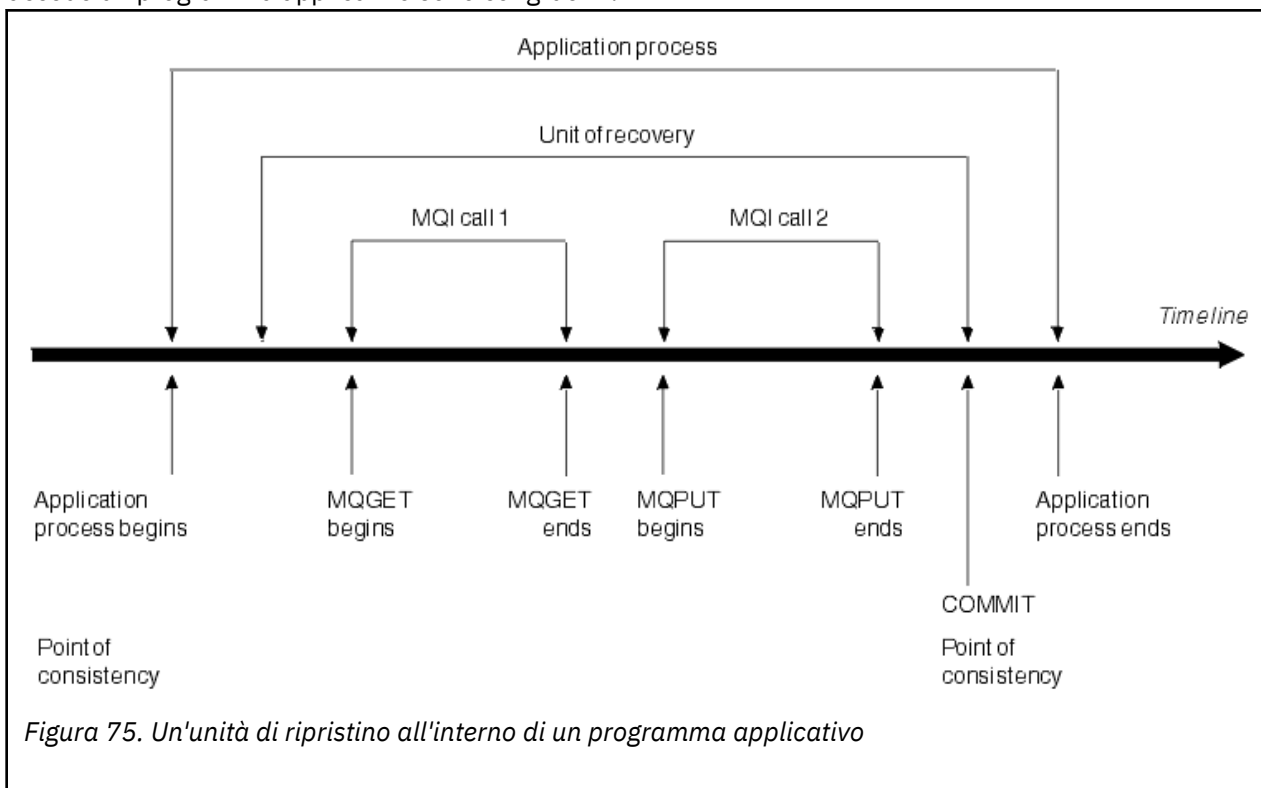 Application process
Unit of recovery
MQI call 1
MQI call 2
Timeline
Application
process begins
MQGET
begins
MQGET
ends
MQPUT
begins
MQPUT
ends
Application
process ends
COMMIT
Point of
consistency
Point of
consistency
Figura 75. Un'unità di ripristino all'interno di un programma applicativo